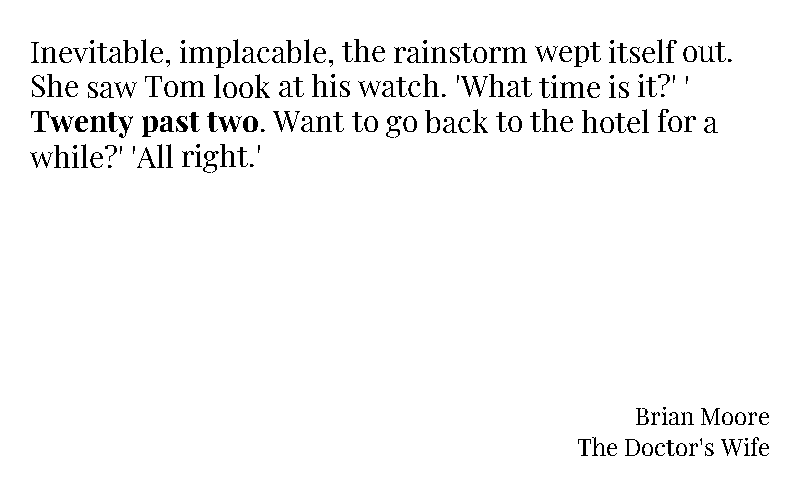 Inevitable, implacable, the rainstorm wept itself out.
She saw Tom look at his watch. 'What time is it?' '
Twenty past two. Want to go back to the hotel for a
while?' 'All right.'
Brian Moore
The Doctor's Wife